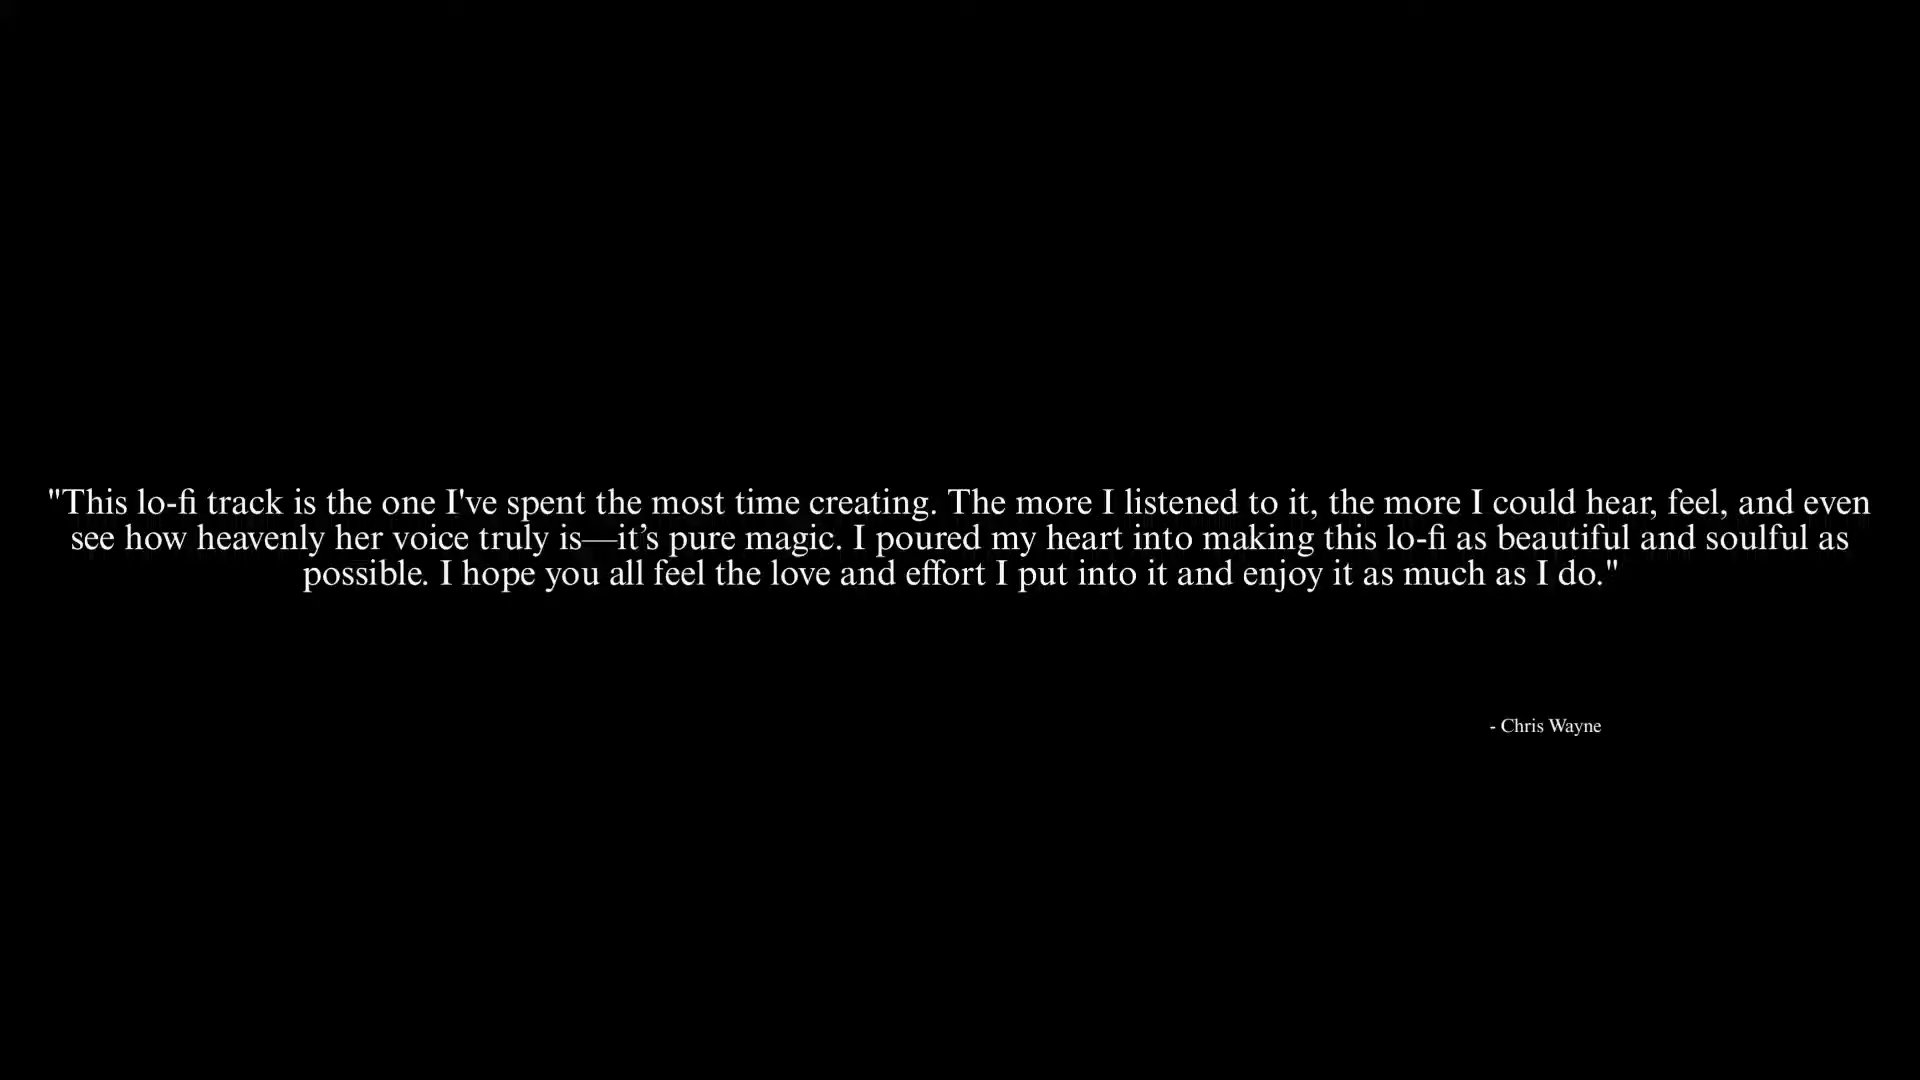 "This lo-fi track is the one I've spent the most time creating. The more I listened to it, the more I could hear, feel, and even
see how heavenly her voice truly is—it’s pure magic. I poured my heart into making this lo-fi as beautiful and soulful as
possible. I hope you all feel the love and effort I put into it and enjoy it as much as I do."
- Chris Wayne